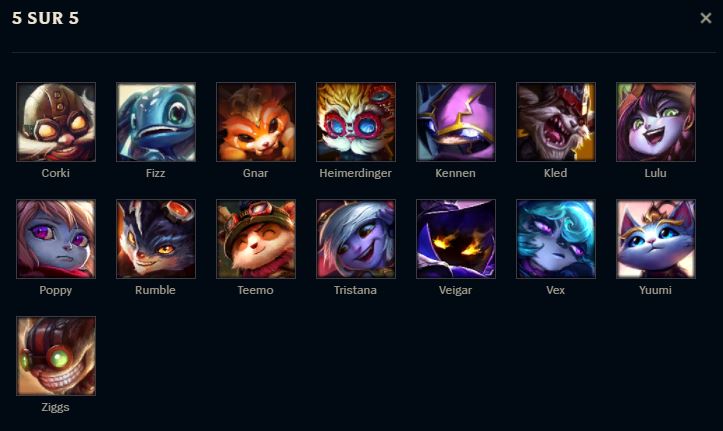 5 SUR 5
Corki Fizz Gnar Heimerdinger Kennen Kled Lulu
Poppy Rumble Teemo Tristana Veigar Vex Yuumi
Ziggs